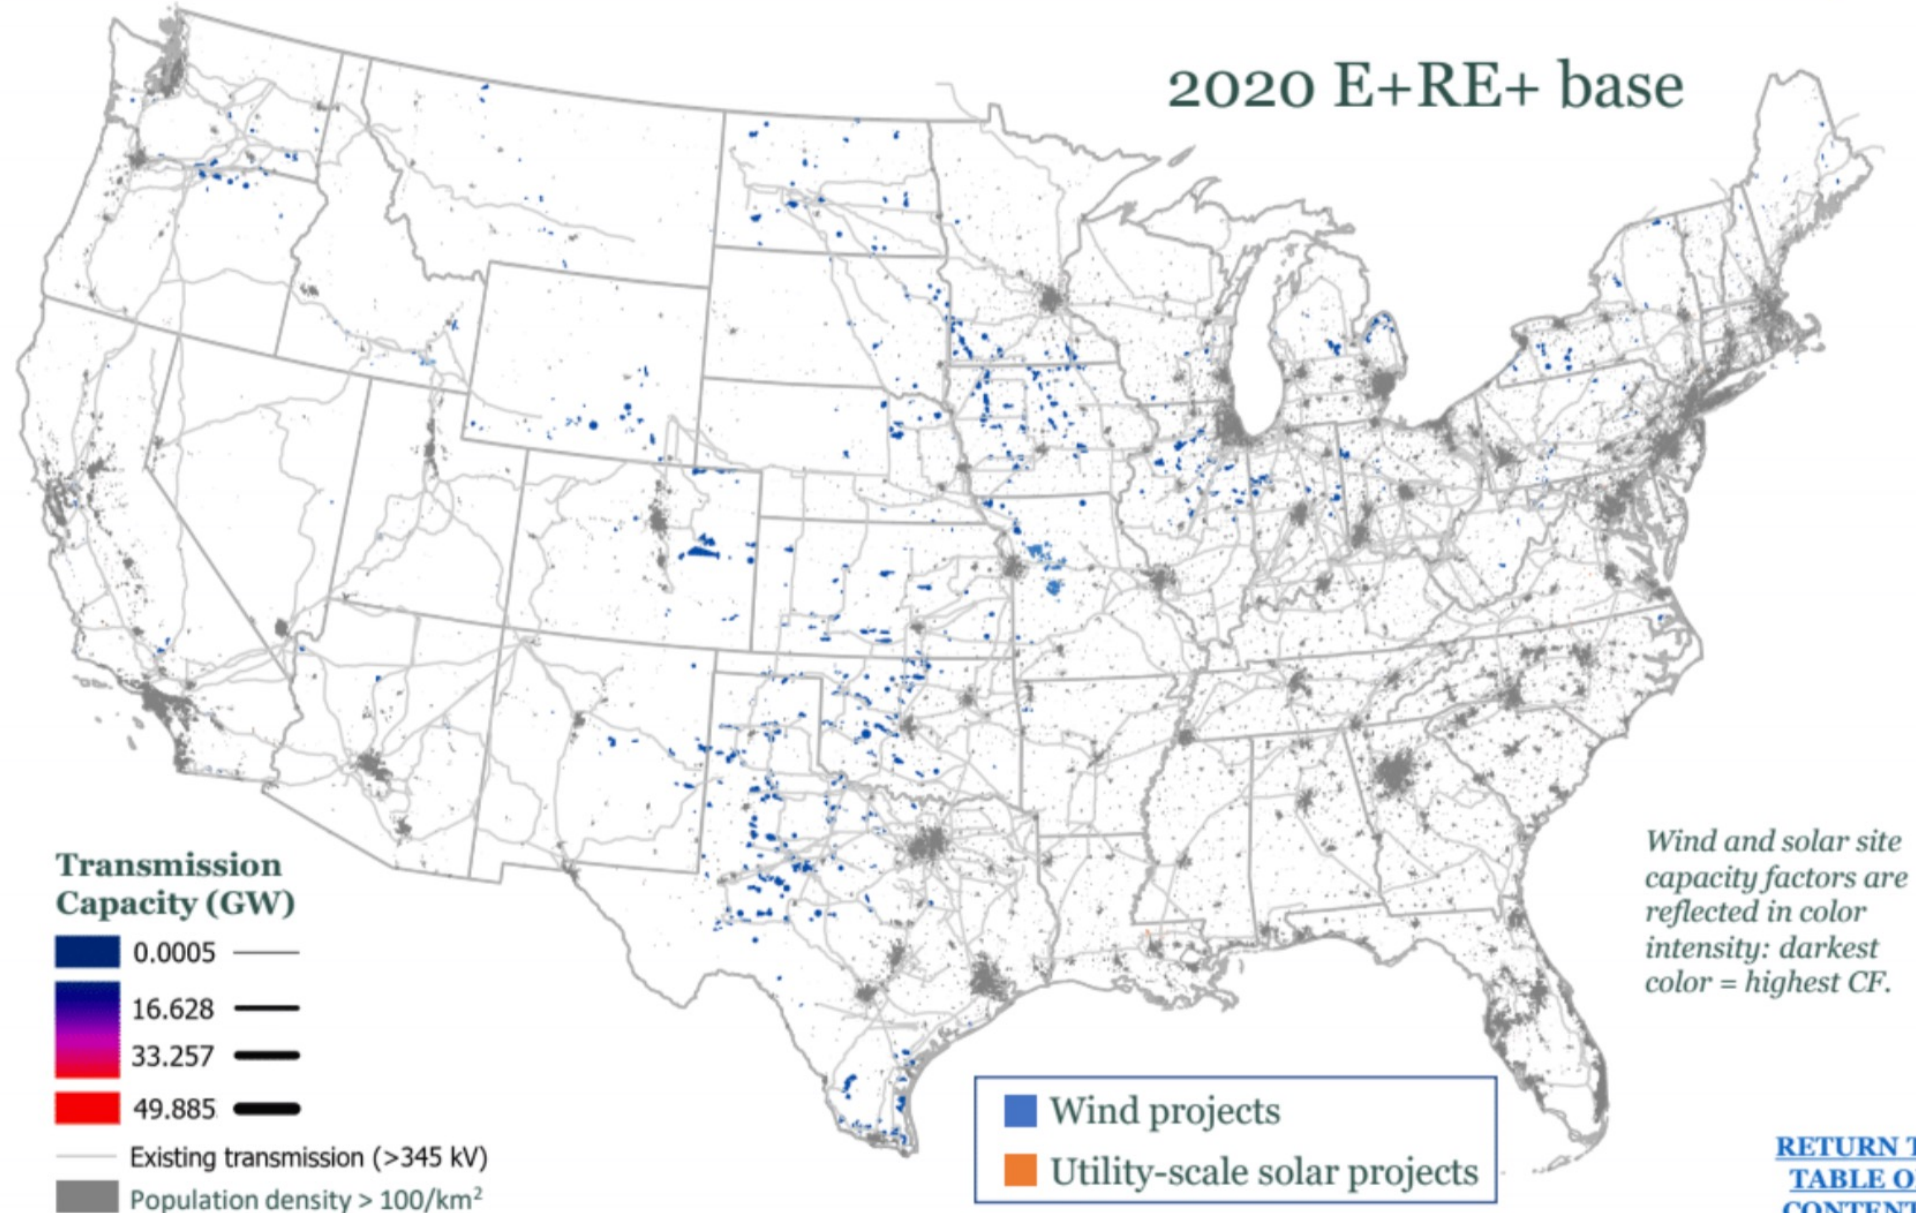 2020 E+RE+ base
Transmission
Capacity (GW)
0.0005
16.628
33.257
49.885
Existing transmission (>345 kV)
Population density > 100/km²
Wind projects
Utility-scale solar projects
Wind and solar site
capacity factors are
reflected in color
intensity: darkest
color = highest CF.
RETURN T
TABLE O
CONTENT